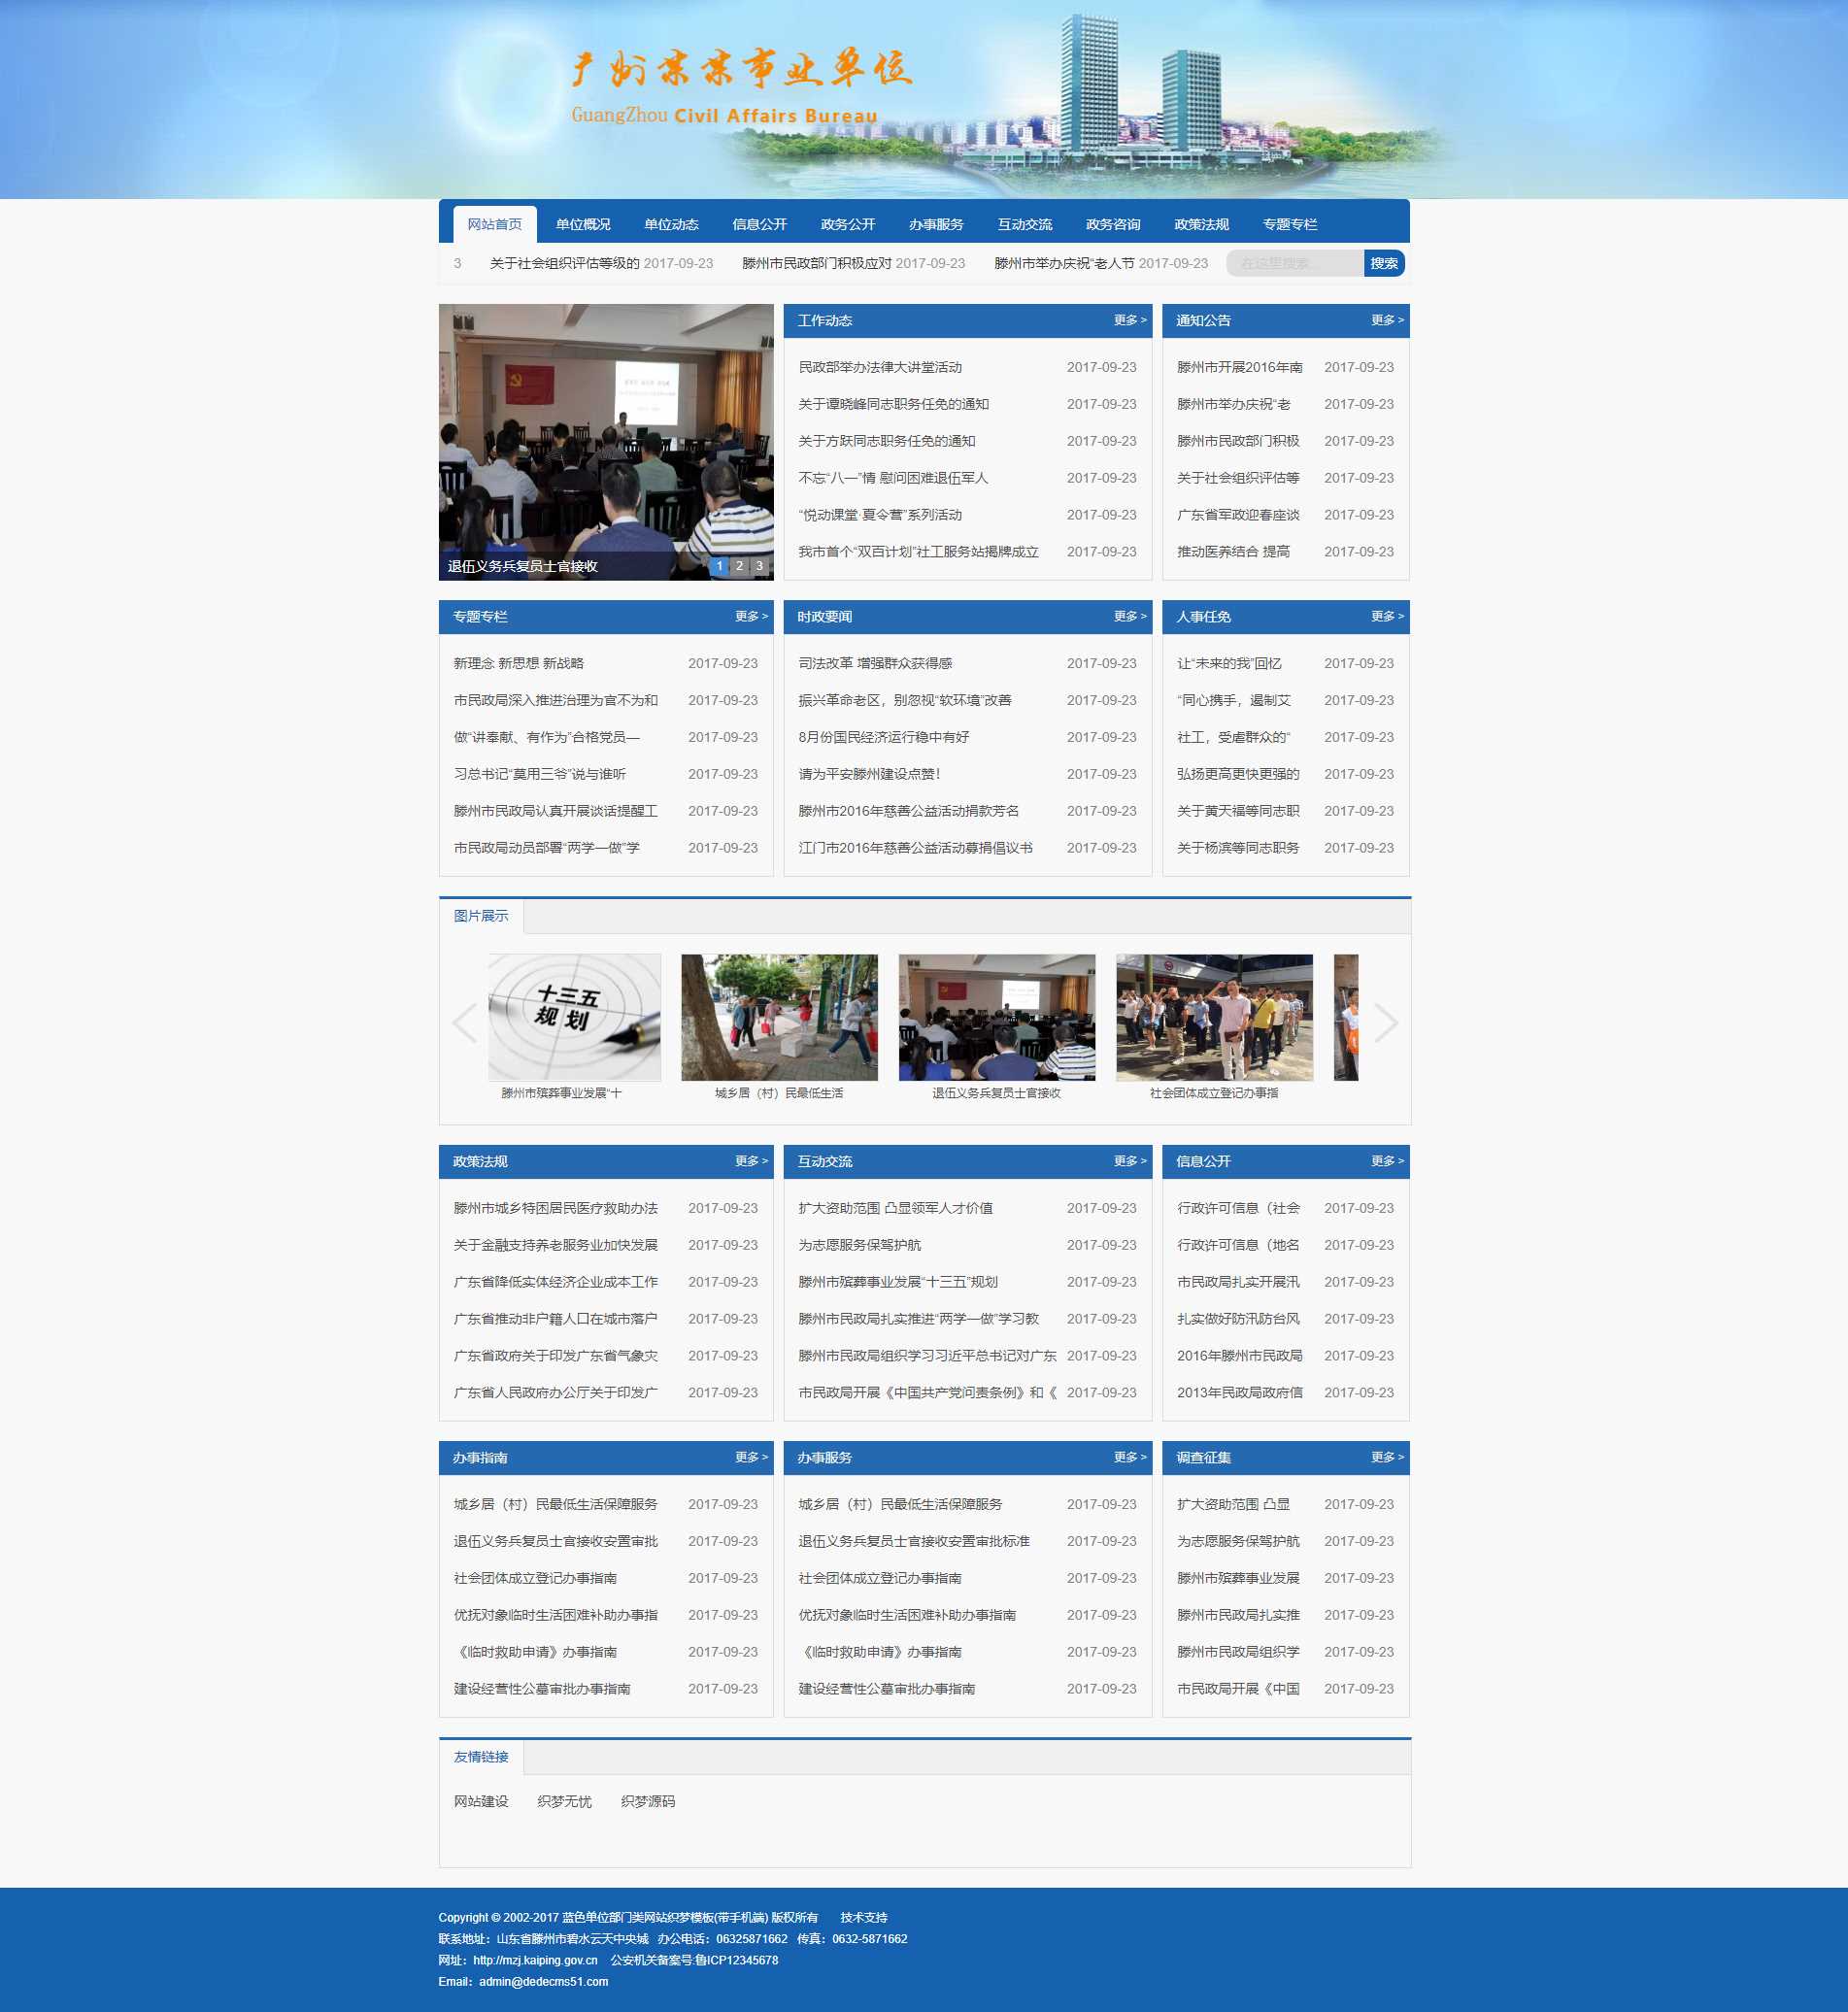 广州某某事业单位
GuangZhou Civil Affairs Bureau
网站首页 单位概况 单位动态 信息公开 政务公开 办事服务 互动交流 政务咨询 政策法规 专题专栏
3 关于社会组织评估等级的 2017-09-23 滕州市民政部门积极应对 2017-09-23 滕州市举办庆祝“老人节 2017-09-23 在这里搜索... 搜索
退伍义务兵复员士官接收 1 2 3
工作动态 更多 >
民政部举办法律大讲堂活动 2017-09-23
关于谭晓峰同志职务任免的通知 2017-09-23
关于方跃同志职务任免的通知 2017-09-23
不忘“八一”情 慰问困难退伍军人 2017-09-23
“悦动课堂·夏令营”系列活动 2017-09-23
我市首个“双百计划”社工服务站揭牌成立 2017-09-23
通知公告 更多 >
滕州市开展2016年南 2017-09-23
滕州市举办庆祝“老 2017-09-23
滕州市民政部门积极 2017-09-23
关于社会组织评估等 2017-09-23
广东省军政迎春座谈 2017-09-23
推动医养结合 提高 2017-09-23
专题专栏 更多 >
新理念 新思想 新战略 2017-09-23
市民政局深入推进治理为官不为和 2017-09-23
做“讲奉献、有作为”合格党员— 2017-09-23
习总书记“莫用三爷”说与谁听 2017-09-23
滕州市民政局认真开展谈话提醒工 2017-09-23
市民政局动员部署“两学一做”学 2017-09-23
时政要闻 更多 >
司法改革 增强群众获得感 2017-09-23
振兴革命老区，别忽视“软环境”改善 2017-09-23
8月份国民经济运行稳中有好 2017-09-23
请为平安滕州建设点赞！ 2017-09-23
滕州市2016年慈善公益活动捐款芳名 2017-09-23
江门市2016年慈善公益活动募捐倡议书 2017-09-23
人事任免 更多 >
让“未来的我”回忆 2017-09-23
“同心携手，遏制艾 2017-09-23
社工，受虐群众的“ 2017-09-23
弘扬更高更快更强的 2017-09-23
关于黄天福等同志职 2017-09-23
关于杨滨等同志职务 2017-09-23
图片展示
十三五
规 划
滕州市殡葬事业发展“十 城乡居（村）民最低生活 退伍义务兵复员士官接收 社会团体成立登记办事指
政策法规 更多 >
滕州市城乡特困居民医疗救助办法 2017-09-23
关于金融支持养老服务业加快发展 2017-09-23
广东省降低实体经济企业成本工作 2017-09-23
广东省推动非户籍人口在城市落户 2017-09-23
广东省政府关于印发广东省气象灾 2017-09-23
广东省人民政府办公厅关于印发广 2017-09-23
互动交流 更多 >
扩大资助范围 凸显领军人才价值 2017-09-23
为志愿服务保驾护航 2017-09-23
滕州市殡葬事业发展“十三五”规划 2017-09-23
滕州市民政局扎实推进“两学一做”学习教 2017-09-23
滕州市民政局组织学习习近平总书记对广东 2017-09-23
市民政局开展《中国共产党问责条例》和《 2017-09-23
信息公开 更多 >
行政许可信息（社会 2017-09-23
行政许可信息（地名 2017-09-23
市民政局扎实开展汛 2017-09-23
扎实做好防汛防台风 2017-09-23
2016年滕州市民政局 2017-09-23
2013年民政局政府信 2017-09-23
办事指南 更多 >
城乡居（村）民最低生活保障服务 2017-09-23
退伍义务兵复员士官接收安置审批 2017-09-23
社会团体成立登记办事指南 2017-09-23
优抚对象临时生活困难补助办事指 2017-09-23
《临时救助申请》办事指南 2017-09-23
建设经营性公墓审批办事指南 2017-09-23
办事服务 更多 >
城乡居（村）民最低生活保障服务 2017-09-23
退伍义务兵复员士官接收安置审批标准 2017-09-23
社会团体成立登记办事指南 2017-09-23
优抚对象临时生活困难补助办事指南 2017-09-23
《临时救助申请》办事指南 2017-09-23
建设经营性公墓审批办事指南 2017-09-23
调查征集 更多 >
扩大资助范围 凸显 2017-09-23
为志愿服务保驾护航 2017-09-23
滕州市殡葬事业发展 2017-09-23
滕州市民政局扎实推 2017-09-23
滕州市民政局组织学 2017-09-23
市民政局开展《中国 2017-09-23
友情链接
网站建设 织梦无忧 织梦源码
Copyright © 2002-2017 蓝色单位部门类网站织梦模板(带手机端) 版权所有 技术支持
联系地址：山东省滕州市碧水云天中央城 办公电话：06325871662 传真：0632-5871662
网址：http://mzj.kaiping.gov.cn 公安机关备案号:鲁ICP12345678
Email：admin@dedecms51.com